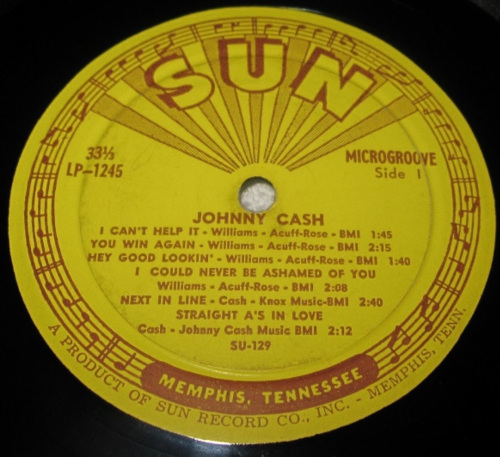 SUN
33⅓
LP-1245
MICROGROOVE
Side 1
JOHNNY CASH
I CAN'T HELP IT - Williams - Acuff-Rose - BMI 1:45
YOU WIN AGAIN - Williams - Acuff-Rose - BMI 2:15
HEY GOOD LOOKIN' - Williams - Acuff-Rose - BMI 1:40
I COULD NEVER BE ASHAMED OF YOU
Williams - Acuff-Rose - BMI 2:08
NEXT IN LINE - Cash - Knox Music-BMI 2:40
STRAIGHT A'S IN LOVE
Cash - Johnny Cash Music BMI 2:12
SU-129
MEMPHIS, TENNESSEE
A PRODUCT OF SUN RECORD CO., INC. - MEMPHIS, TENN.